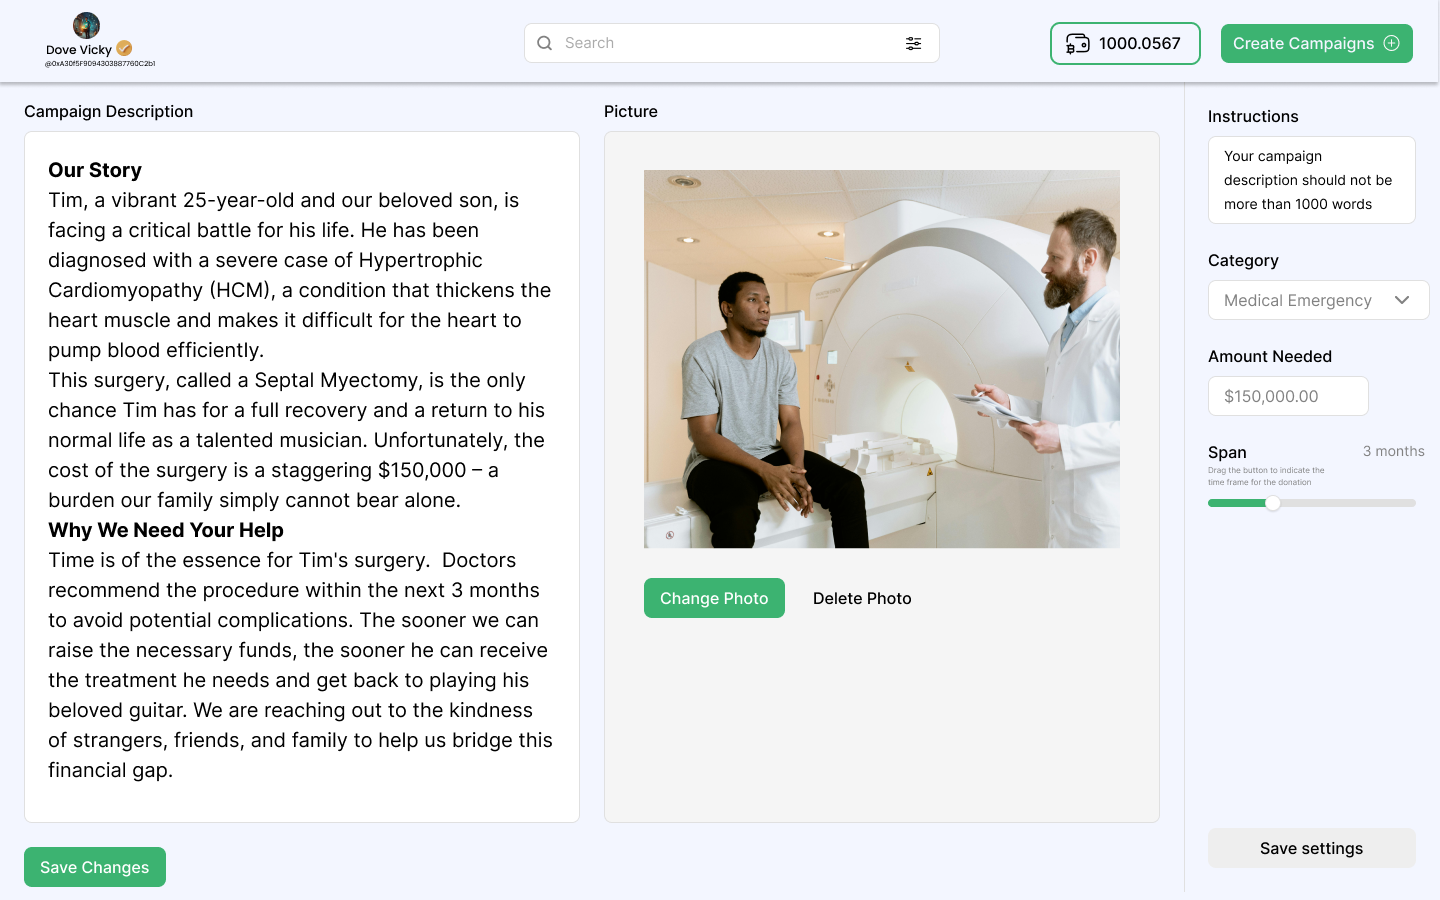 Dove Vicky
@0xA30f5F9094303B87760C2b1
Search
1000.0567
Create Campaigns
Campaign Description
Our Story
Tim, a vibrant 25-year-old and our beloved son, is
facing a critical battle for his life. He has been
diagnosed with a severe case of Hypertrophic
Cardiomyopathy (HCM), a condition that thickens the
heart muscle and makes it difficult for the heart to
pump blood efficiently.
This surgery, called a Septal Myectomy, is the only
chance Tim has for a full recovery and a return to his
normal life as a talented musician. Unfortunately, the
cost of the surgery is a staggering $150,000 – a
burden our family simply cannot bear alone.
Why We Need Your Help
Time is of the essence for Tim's surgery.  Doctors
recommend the procedure within the next 3 months
to avoid potential complications. The sooner we can
raise the necessary funds, the sooner he can receive
the treatment he needs and get back to playing his
beloved guitar. We are reaching out to the kindness
of strangers, friends, and family to help us bridge this
financial gap.
Save Changes
Picture
Change Photo
Delete Photo
Instructions
Your campaign
description should not be
more than 1000 words
Category
Medical Emergency
Amount Needed
$150,000.00
Span
3 months
Drag the button to indicate the
time frame for the donation
Save settings